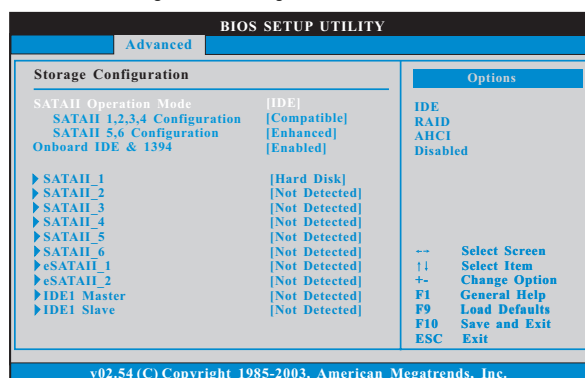 BIOS SETUP UTILITY
Advanced
Storage Configuration
SATAII Operation Mode [IDE]
SATAII 1,2,3,4 Configuration [Compatible]
SATAII 5,6 Configuration [Enhanced]
Onboard IDE & 1394 [Enabled]
SATAII_1 [Hard Disk]
SATAII_2 [Not Detected]
SATAII_3 [Not Detected]
SATAII_4 [Not Detected]
SATAII_5 [Not Detected]
SATAII_6 [Not Detected]
eSATAII_1 [Not Detected]
eSATAII_2 [Not Detected]
IDE1 Master [Not Detected]
IDE1 Slave [Not Detected]
Options
IDE
RAID
AHCI
Disabled
←→ Select Screen
↑↓ Select Item
+- Change Option
F1 General Help
F9 Load Defaults
F10 Save and Exit
ESC Exit
v02.54 (C) Copyright 1985-2003, American Megatrends, Inc.